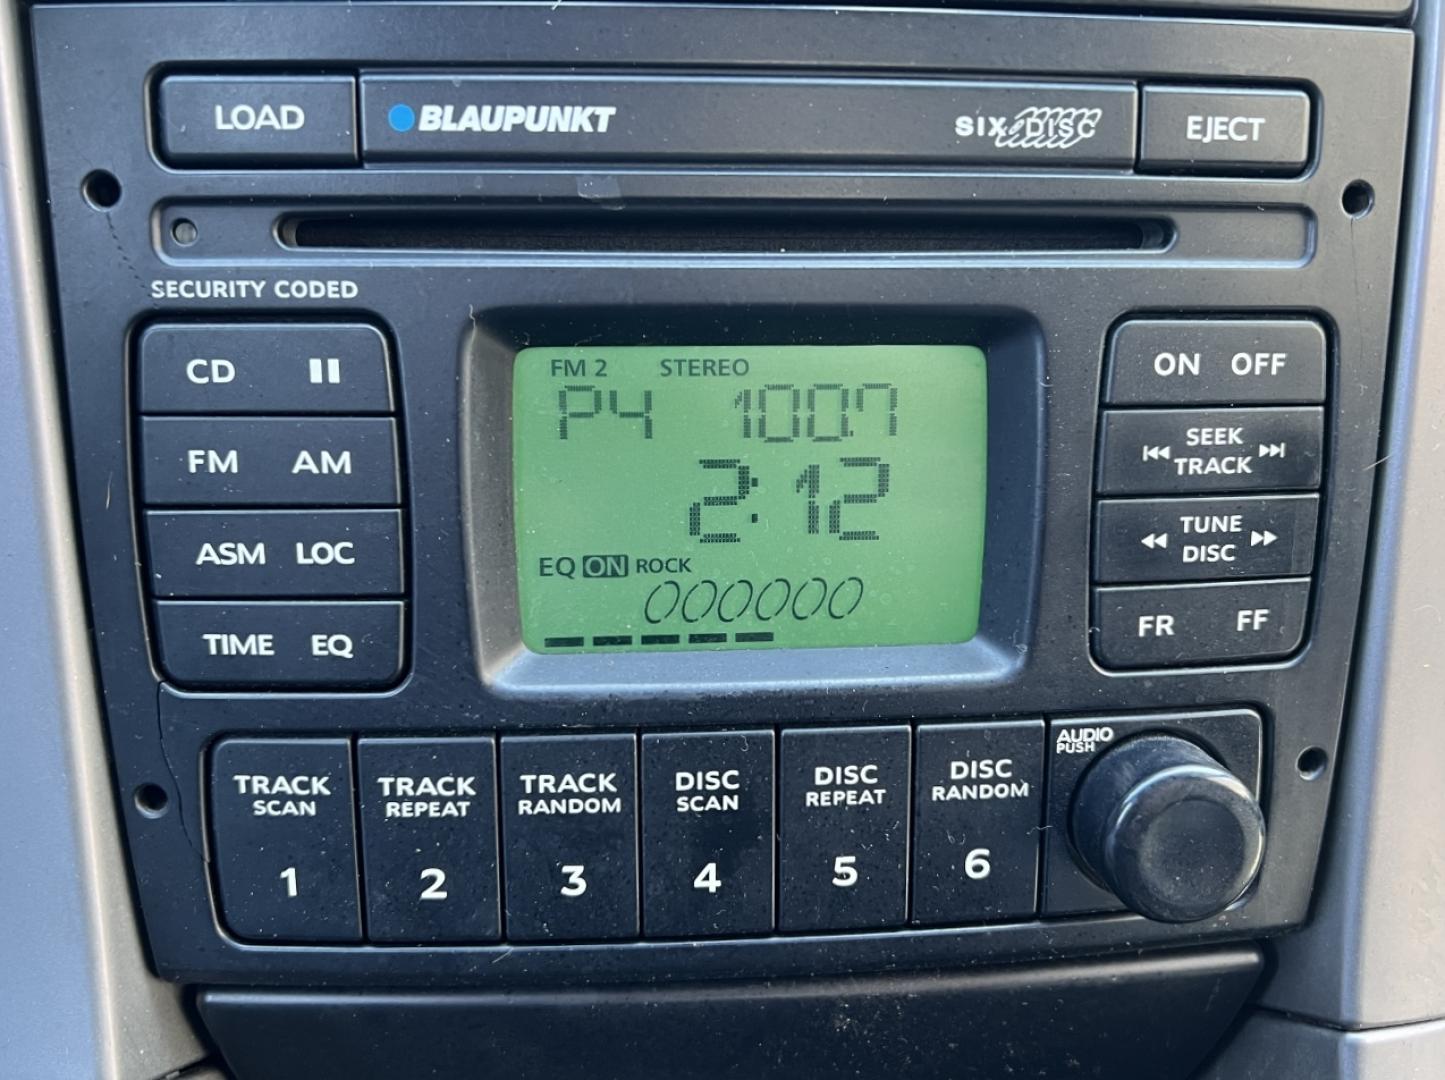 LOAD
BLAUPUNKT
SIX DISC
EJECT
SECURITY CODED
CD
FM AM
ASM LOC
TIME EQ
FM 2 STEREO
P4 100.7
2:12
EQ ON ROCK
ON OFF
SEEK
TRACK
TUNE
DISC
FR FF
TRACK
SCAN
1
TRACK
REPEAT
2
TRACK
RANDOM
3
DISC
SCAN
4
DISC
REPEAT
5
DISC
RANDOM
6
AUDIO
PUSH